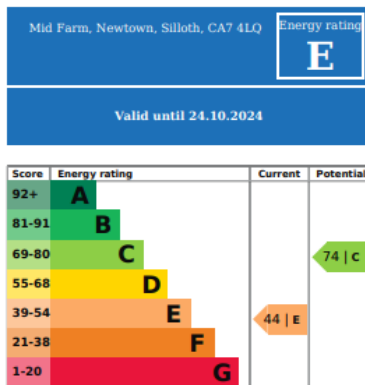 Mid Farm, Newtown, Silloth, CA7 4LQ
Energy rating
E
Valid until 24.10.2024
Score Energy rating Current Potential
92+ A
81-91 B
69-80 C 74 | C
55-68 D
39-54 E 44 | E
21-38 F
1-20 G